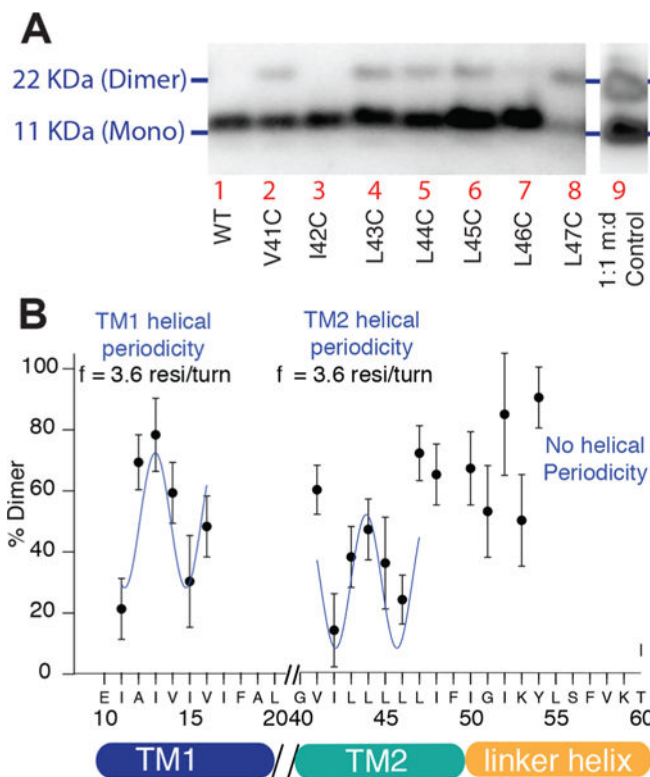 A
22 KDa (Dimer)
11 KDa (Mono)
1 2 3 4 5 6 7 8 9
WT
V41C
I42C
L43C
L44C
L45C
L46C
L47C
1:1 m:d
Control
B
TM1 helical
periodicity
f = 3.6 resi/turn
TM2 helical
periodicity
f = 3.6 resi/turn
No helical
Periodicity
% Dimer
100
80
60
40
20
0
E I A I V I V I F A L G V I L L L L I F I G I K Y L S F V K T
10 15 20 40 45 50 55 60
TM1 TM2 linker helix